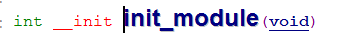 int __init init_module(void)